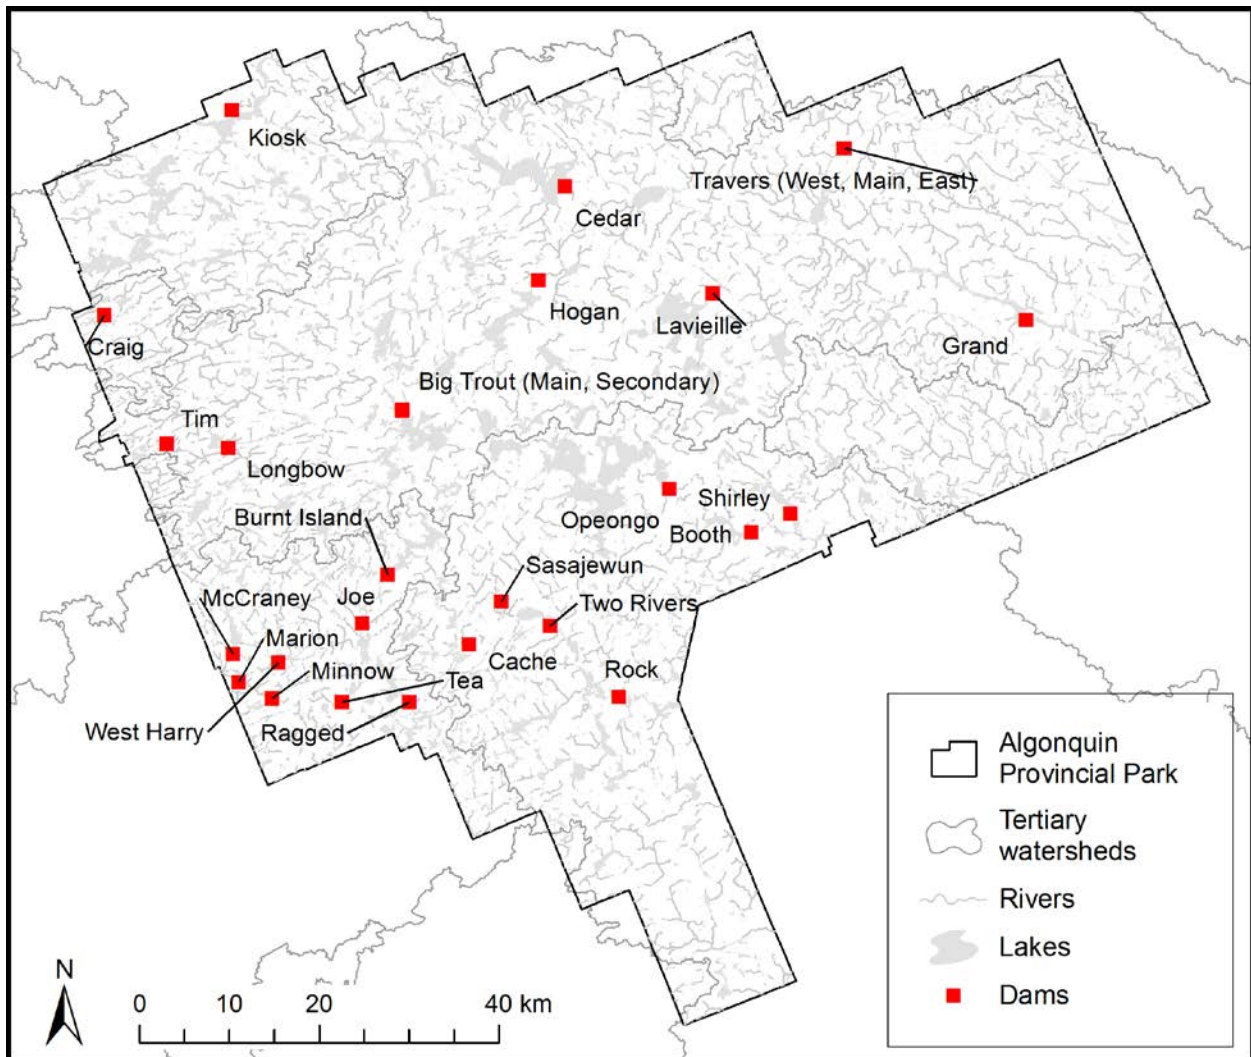 Kiosk
Travers (West, Main, East)
Cedar
Hogan
Lavieille
Craig
Grand
Big Trout (Main, Secondary)
Tim
Longbow
Shirley
Burnt Island
Opeongo
Booth
Sasajewun
McCraney
Joe
Two Rivers
Marion
Cache
Minnow
Rock
Tea
West Harry
Ragged
Algonquin
Provincial Park
Tertiary
watersheds
Rivers
Lakes
Dams
N
0 10 20 40 km